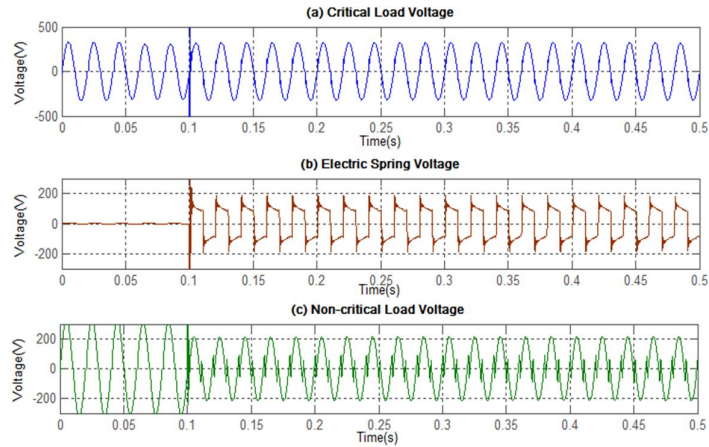 (a) Critical Load Voltage
500
0
-500
Voltage(V)
0 0.05 0.1 0.15 0.2 0.25 0.3 0.35 0.4 0.45 0.5
Time(s)
(b) Electric Spring Voltage
200
0
-200
Voltage(V)
0 0.05 0.1 0.15 0.2 0.25 0.3 0.35 0.4 0.45 0.5
Time(s)
(c) Non-critical Load Voltage
200
0
-200
Voltage(V)
0 0.05 0.1 0.15 0.2 0.25 0.3 0.35 0.4 0.45 0.5
Time(s)